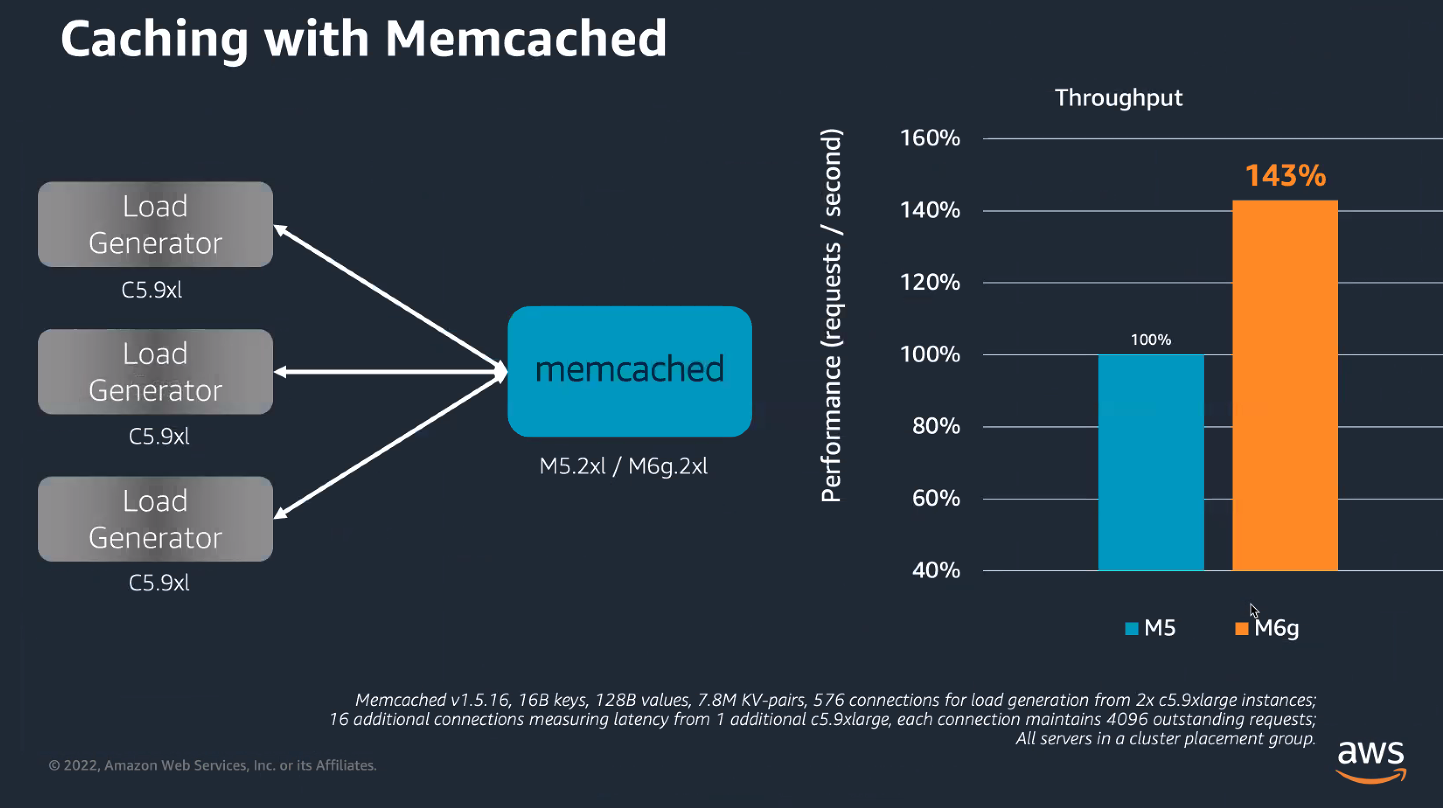 Caching with Memcached
Load
Generator
C5.9xl
Load
Generator
C5.9xl
Load
Generator
C5.9xl
memcached
M5.2xl / M6g.2xl
Throughput
Performance (requests / second)
160%
140%
120%
100%
80%
60%
40%
100%
143%
M5
M6g
Memcached v1.5.16, 16B keys, 128B values, 7.8M KV-pairs, 576 connections for load generation from 2x c5.9xlarge instances;
16 additional connections measuring latency from 1 additional c5.9xlarge, each connection maintains 4096 outstanding requests;
All servers in a cluster placement group.
© 2022, Amazon Web Services, Inc. or its Affiliates.
aws